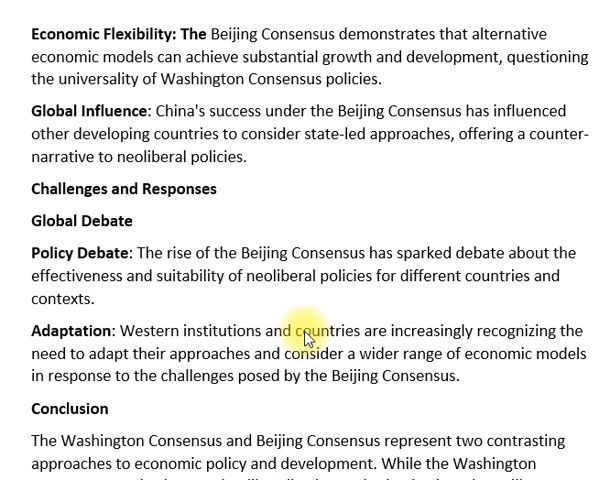 Economic Flexibility: The Beijing Consensus demonstrates that alternative
economic models can achieve substantial growth and development, questioning
the universality of Washington Consensus policies.
Global Influence: China's success under the Beijing Consensus has influenced
other developing countries to consider state-led approaches, offering a counter-
narrative to neoliberal policies.
Challenges and Responses
Global Debate
Policy Debate: The rise of the Beijing Consensus has sparked debate about the
effectiveness and suitability of neoliberal policies for different countries and
contexts.
Adaptation: Western institutions and countries are increasingly recognizing the
need to adapt their approaches and consider a wider range of economic models
in response to the challenges posed by the Beijing Consensus.
Conclusion
The Washington Consensus and Beijing Consensus represent two contrasting
approaches to economic policy and development. While the Washington